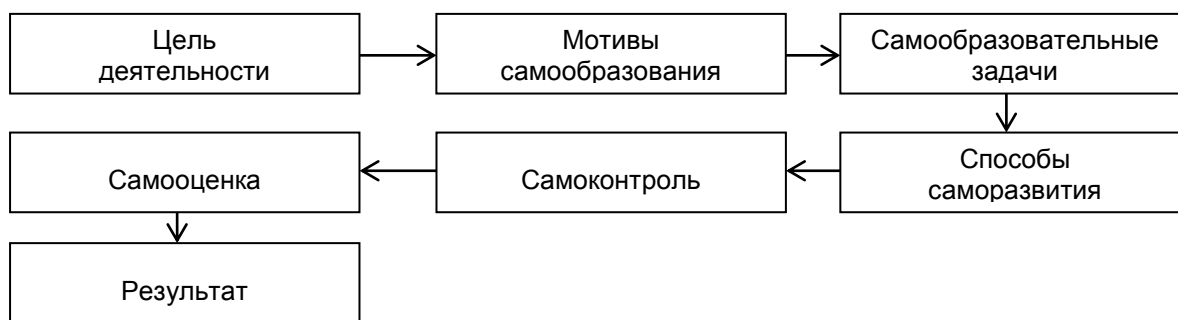 Цель
деятельности
Мотивы
самообразования
Самообразовательные
задачи
Способы
саморазвития
Самоконтроль
Самооценка
Результат